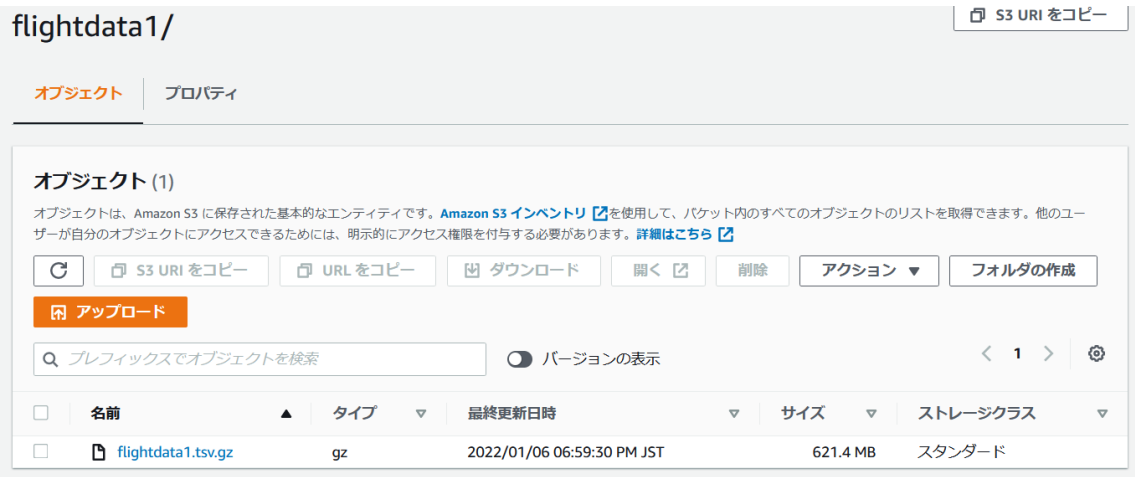 flightdata1/
S3 URI をコピー
オブジェクト
プロパティ
オブジェクト (1)
オブジェクトは、Amazon S3 に保存された基本的なエンティティです。Amazon S3 インベントリ を使用して、バケット内のすべてのオブジェクトのリストを取得できます。他のユー
ザーが自分のオブジェクトにアクセスできるためには、明示的にアクセス権限を付与する必要があります。詳細はこちら
S3 URI をコピー URL をコピー ダウンロード 開く 削除 アクション フォルダの作成
アップロード
プレフィックスでオブジェクトを検索 バージョンの表示 1
名前 タイプ 最終更新日時 サイズ ストレージクラス
flightdata1.tsv.gz gz 2022/01/06 06:59:30 PM JST 621.4 MB スタンダード